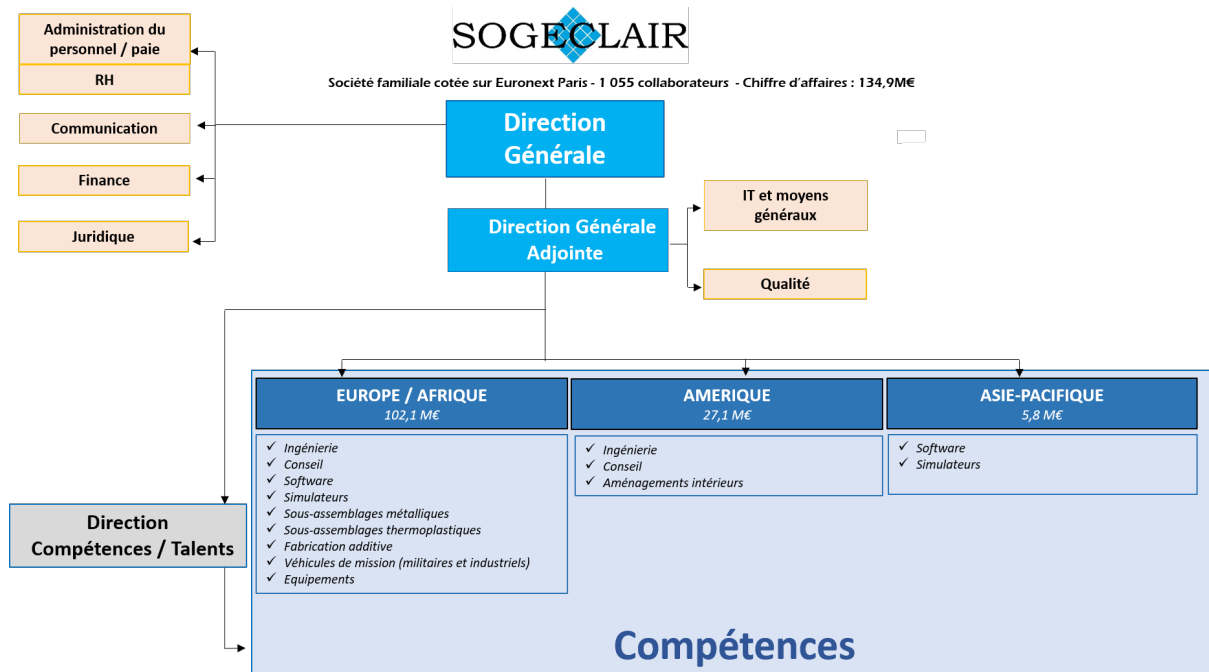 SOGECLAIR
Société familiale cotée sur Euronext Paris - 1 055 collaborateurs - Chiffre d'affaires : 134,9M€
Administration du
personnel / paie
RH
Communication
Finance
Juridique
Direction
Générale
Direction Générale
Adjointe
IT et moyens
généraux
Qualité
EUROPE / AFRIQUE
102,1 M€
✓ Ingénierie
✓ Conseil
✓ Software
✓ Simulateurs
✓ Sous-assemblages métalliques
✓ Sous-assemblages thermoplastiques
✓ Fabrication additive
✓ Véhicules de mission (militaires et industriels)
✓ Equipements
AMERIQUE
27,1 M€
✓ Ingénierie
✓ Conseil
✓ Aménagements intérieurs
ASIE-PACIFIQUE
5,8 M€
✓ Software
✓ Simulateurs
Direction
Compétences / Talents
Compétences